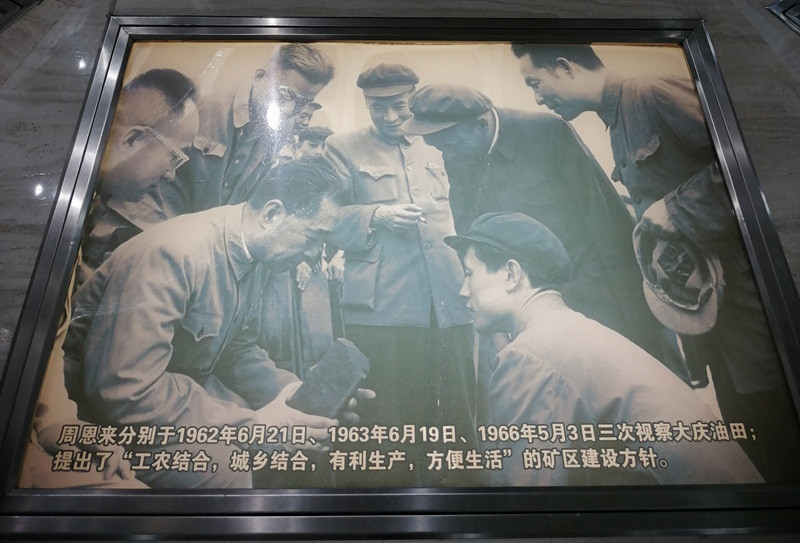 周恩来分别于1962年6月21日、1963年6月19日、1966年5月3日三次视察大庆油田；
提出了“工农结合，城乡结合，有利生产，方便生活”的矿区建设方针。